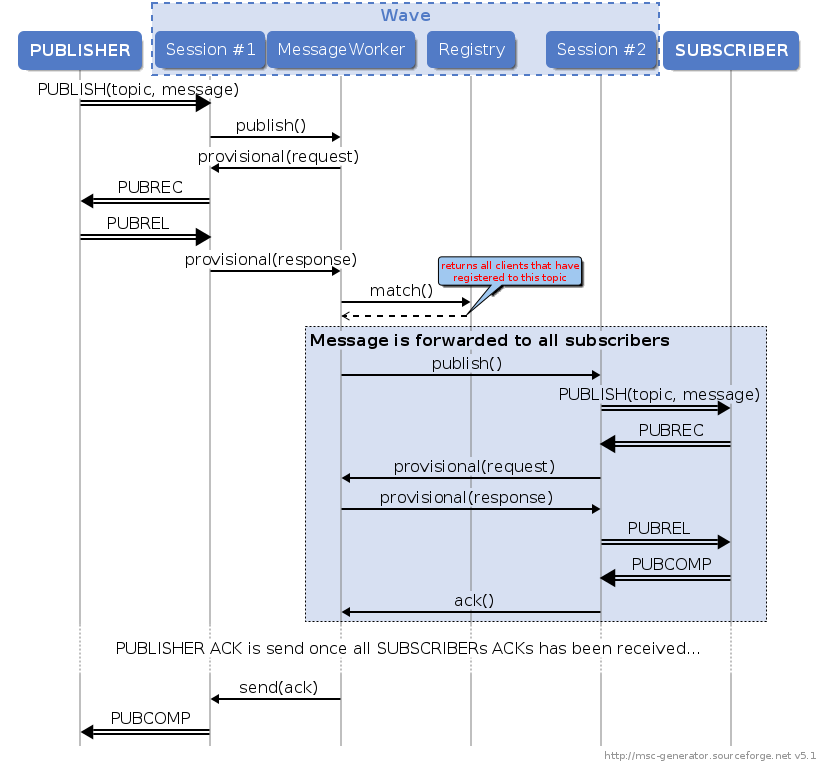 Wave
PUBLISHER Session #1 MessageWorker Registry Session #2 SUBSCRIBER
PUBLISH(topic, message)
publish()
provisional(request)
PUBREC
PUBREL
provisional(response)
returns all clients that have
registered to this topic
match()
Message is forwarded to all subscribers
publish()
PUBLISH(topic, message)
PUBREC
provisional(request)
provisional(response)
PUBREL
PUBCOMP
ack()
PUBLISHER ACK is send once all SUBSCRIBERs ACKs has been received...
send(ack)
PUBCOMP
http://msc-generator.sourceforge.net v5.1